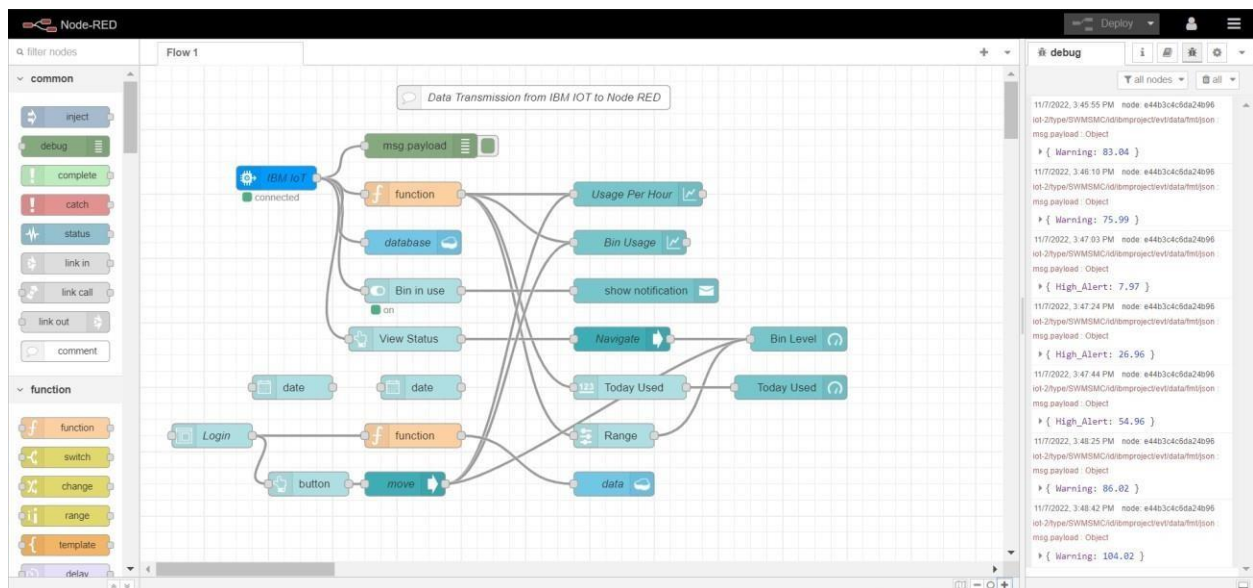 Node-RED
Deploy
filter nodes
Flow 1
debug
i
all nodes
all
common
inject
debug
complete
catch
status
link in
link call
link out
comment
function
function
switch
change
range
template
delay
Data Transmission from IBM IOT to Node RED
msg.payload
IBM IoT
connected
function
Usage Per Hour
database
Bin Usage
Bin in use
on
show notification
View Status
Navigate
Bin Level
date
date
123 Today Used
Today Used
Login
function
Range
button
move
data
11/7/2022, 3:45:55 PM node: e44b3c4c6da24b96
iot-2/type/SWMSMC/id/ibmproject/evt/data/fmt/json :
msg.payload : Object
{ Warning: 83.04 }
11/7/2022, 3:46:10 PM node: e44b3c4c6da24b96
iot-2/type/SWMSMC/id/ibmproject/evt/data/fmt/json :
msg.payload : Object
{ Warning: 75.99 }
11/7/2022, 3:47:03 PM node: e44b3c4c6da24b96
iot-2/type/SWMSMC/id/ibmproject/evt/data/fmt/json :
msg.payload : Object
{ High_Alert: 7.97 }
11/7/2022, 3:47:24 PM node: e44b3c4c6da24b96
iot-2/type/SWMSMC/id/ibmproject/evt/data/fmt/json :
msg.payload : Object
{ High_Alert: 26.96 }
11/7/2022, 3:47:44 PM node: e44b3c4c6da24b96
iot-2/type/SWMSMC/id/ibmproject/evt/data/fmt/json :
msg.payload : Object
{ High_Alert: 54.96 }
11/7/2022, 3:48:25 PM node: e44b3c4c6da24b96
iot-2/type/SWMSMC/id/ibmproject/evt/data/fmt/json :
msg.payload : Object
{ Warning: 86.02 }
11/7/2022, 3:48:42 PM node: e44b3c4c6da24b96
iot-2/type/SWMSMC/id/ibmproject/evt/data/fmt/json :
msg.payload : Object
{ Warning: 104.02 }